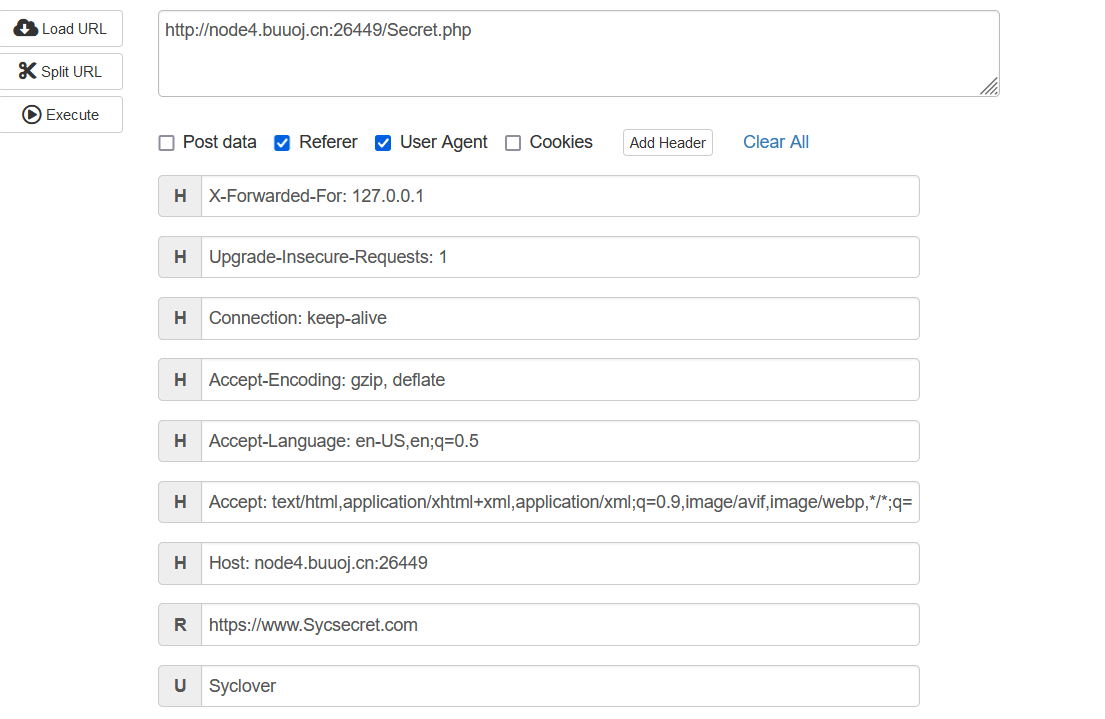 Load URL
http://node4.buuoj.cn:26449/Secret.php
Split URL
Execute
Post data Referer User Agent Cookies Add Header Clear All
H X-Forwarded-For: 127.0.0.1
H Upgrade-Insecure-Requests: 1
H Connection: keep-alive
H Accept-Encoding: gzip, deflate
H Accept-Language: en-US,en;q=0.5
H Accept: text/html,application/xhtml+xml,application/xml;q=0.9,image/avif,image/webp,*/*;q=
H Host: node4.buuoj.cn:26449
R https://www.Sycsecret.com
U Syclover